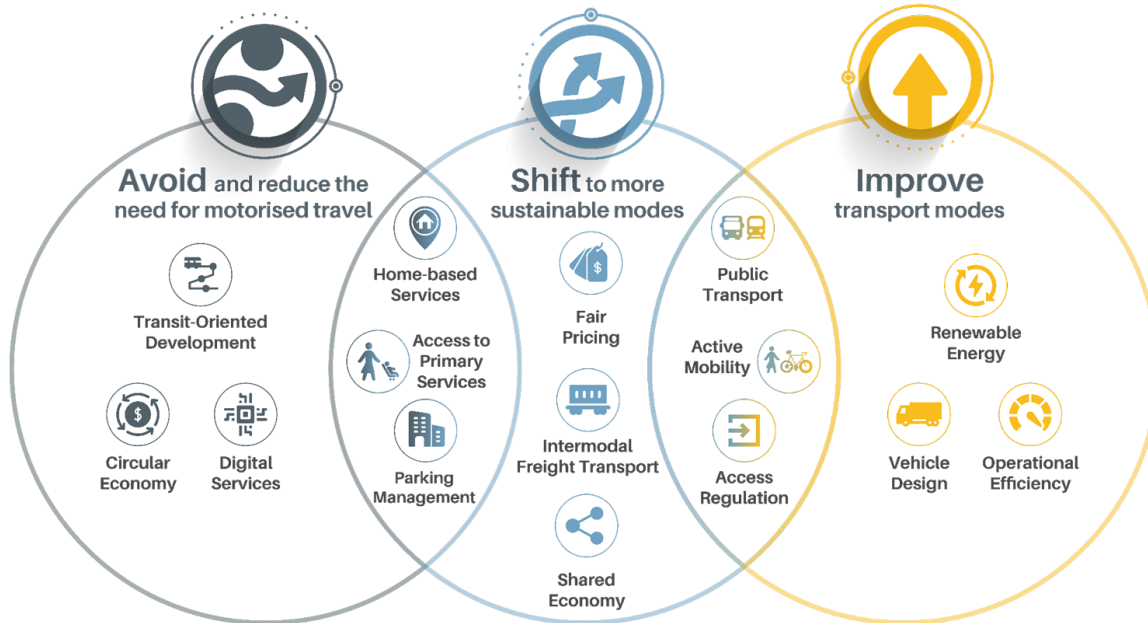 Avoid and reduce the
need for motorised travel
Transit-Oriented
Development
Circular
Economy
Digital
Services
Home-based
Services
Access to
Primary
Services
Parking
Management
Shift to more
sustainable modes
$
Fair
Pricing
Intermodal
Freight Transport
Shared
Economy
Public
Transport
Active
Mobility
Access
Regulation
Improve
transport modes
Renewable
Energy
Vehicle
Design
Operational
Efficiency